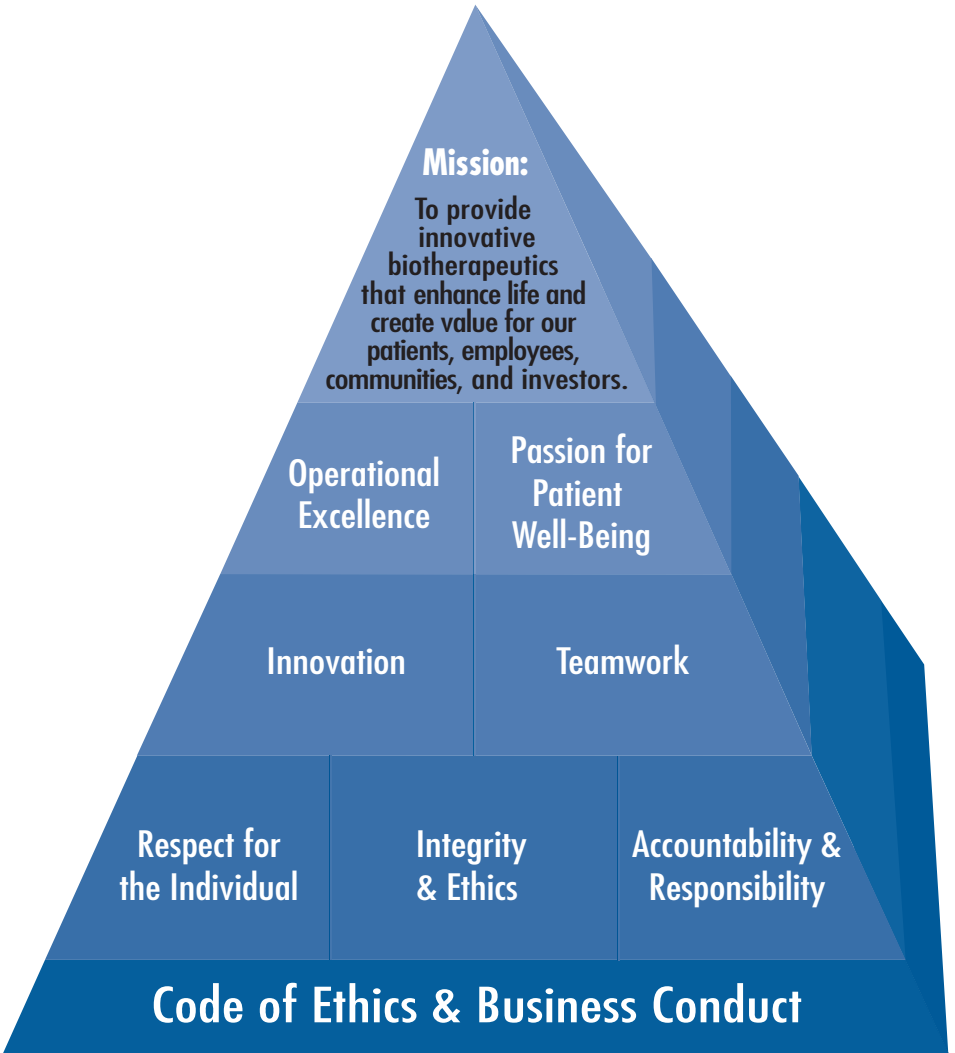 Mission:
To provide
innovative
biotherapeutics
that enhance life and
create value for our
patients, employees,
communities, and investors.
Operational
Excellence
Passion for
Patient
Well-Being
Innovation
Teamwork
Respect for
the Individual
Integrity
& Ethics
Accountability &
Responsibility
Code of Ethics & Business Conduct